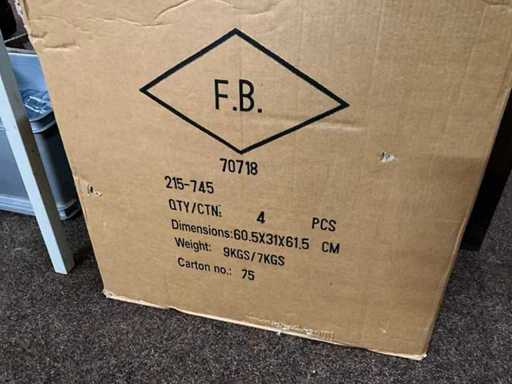 F.B.
70718
215-745
QTY/CTN: 4 PCS
Dimensions:60.5X31X61.5 CM
Weight: 9KGS/7KGS
Carton no.: 75